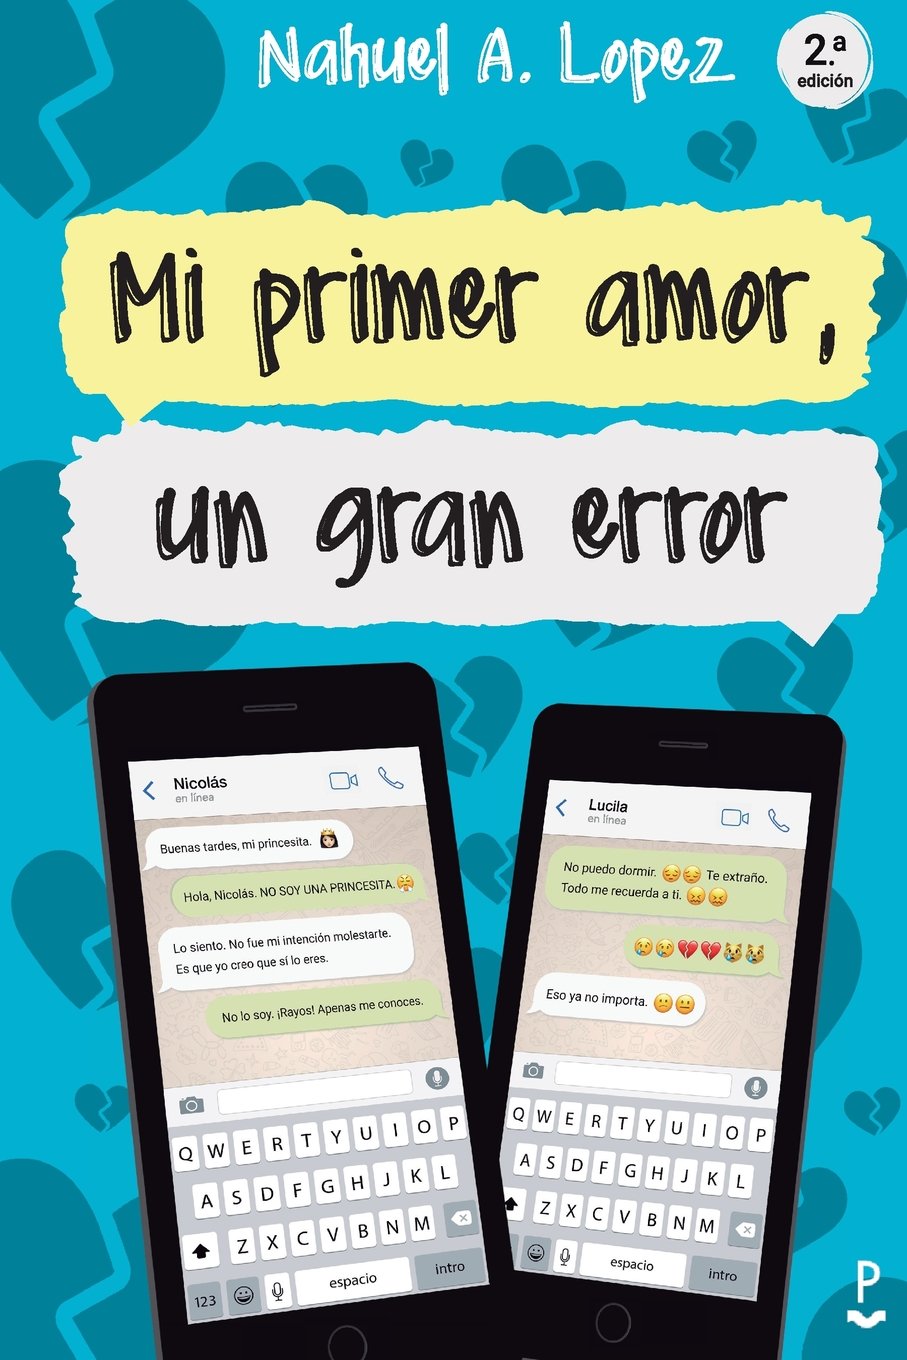 Nahuel A. Lopez
2.ª
edición
Mi primer amor,
un gran error
Nicolás
en línea
Buenas tardes, mi princesita. 👸🏻
Hola, Nicolás. NO SOY UNA PRINCESITA. 😤
Lo siento. No fue mi intención molestarte.
Es que yo creo que sí lo eres.
No lo soy. ¡Rayos! Apenas me conoces.
Q W E R T Y U I O P
A S D F G H J K L
Z X C V B N M
123 espacio intro
Lucila
en línea
No puedo dormir. 😔😔 Te extraño.
Todo me recuerda a ti. 😖😖
😢😢💔💔😿😿
Eso ya no importa. 😕😐
Q W E R T Y U I O P
A S D F G H J K L
Z X C V B N M
espacio intro
P